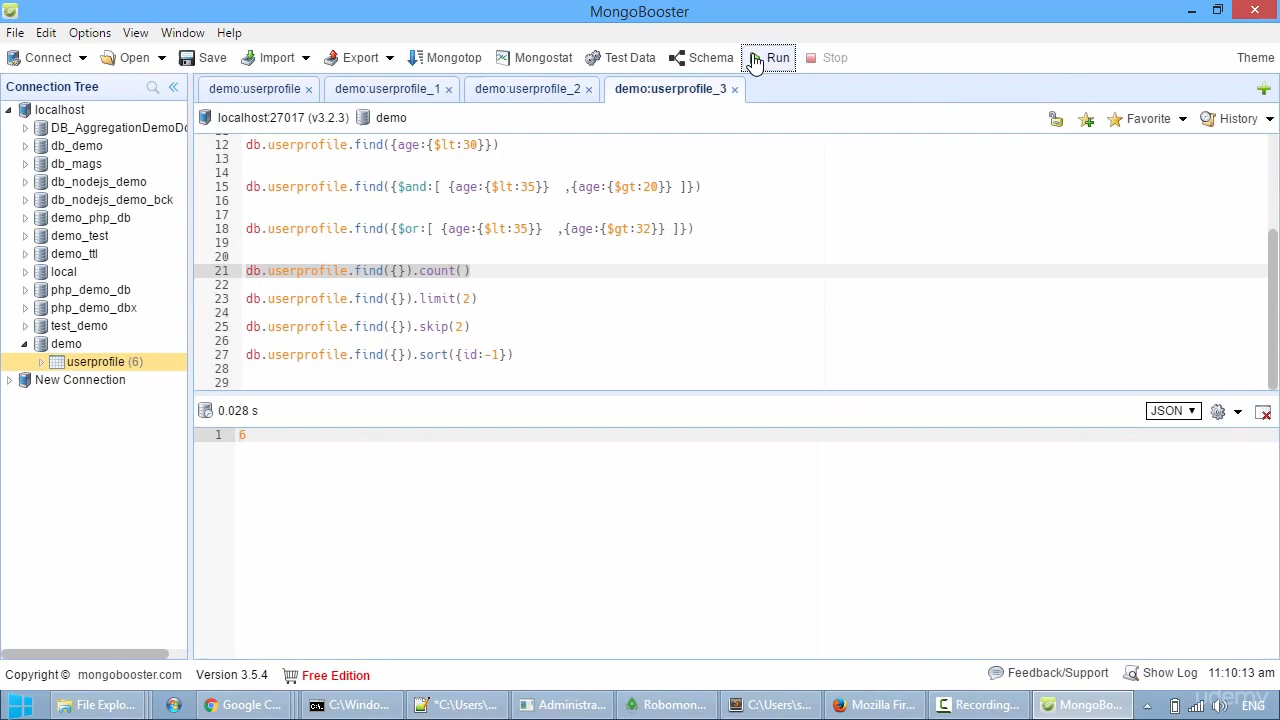 MongoBooster
File Edit Options View Window Help
Connect Open Save Import Export Mongotop Mongostat Test Data Schema Run Stop Theme
Connection Tree
demo:userprofile × demo:userprofile_1 × demo:userprofile_2 × demo:userprofile_3 ×
localhost:27017 (v3.2.3) demo Favorite History
localhost
DB_AggregationDemoDo
db_demo
db_mags
db_nodejs_demo
db_nodejs_demo_bck
demo_php_db
demo_test
demo_ttl
local
php_demo_db
php_demo_dbx
test_demo
demo
userprofile (6)
New Connection
12 db.userprofile.find({age:{$lt:30}})
13
14
15 db.userprofile.find({$and:[ {age:{$lt:35}} ,{age:{$gt:20}} ]})
16
17
18 db.userprofile.find({$or:[ {age:{$lt:35}} ,{age:{$gt:32}} ]})
19
20
21 db.userprofile.find({}).count()
22
23 db.userprofile.find({}).limit(2)
24
25 db.userprofile.find({}).skip(2)
26
27 db.userprofile.find({}).sort({id:-1})
28
29
0.028 s JSON
1 6
Copyright © mongobooster.com Version 3.5.4 Free Edition Feedback/Support Show Log 11:10:13 am
File Explo... Google C... C:\Windo... *C:\Users\... Administra... Robomon... C:\Users\s... Mozilla Fir... Recording... MongoBo... ENG
udemy